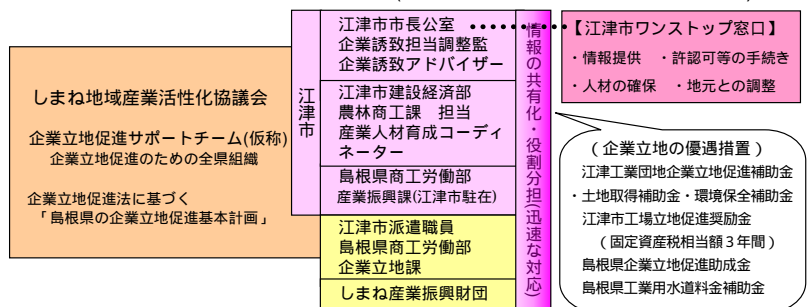 しまね地域産業活性化協議会
企業立地促進サポートチーム(仮称)
企業立地促進のための全県組織
企業立地促進法に基づく
「島根県の企業立地促進基本計画」
江津市
江津市市長公室
企業誘致担当調整監
企業誘致アドバイザー
江津市建設経済部
農林商工課 担当
産業人材育成コーディ
ネーター
島根県商工労働部
産業振興課(江津市駐在)
江津市派遣職員
島根県商工労働部
企業立地課
しまね産業振興財団
情報の共有化・役割分担(迅速な対応)
【江津市ワンストップ窓口】
・情報提供 ・許認可等の手続き
・人材の確保 ・地元との調整
(企業立地の優遇措置)
江津工業団地企業立地促進補助金
・土地取得補助金・環境保全補助金
江津市工場立地促進奨励金
(固定資産税相当額3年間)
島根県企業立地促進助成金
島根県工業用水道料金補助金